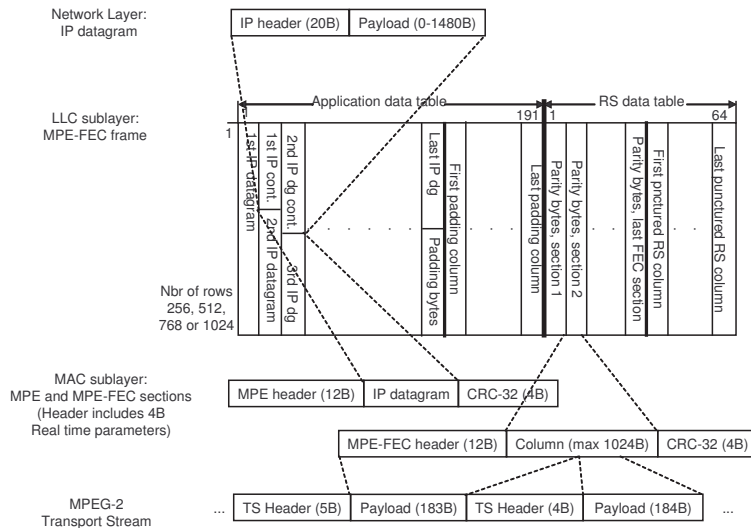 Network Layer:
IP datagram
IP header (20B)
Payload (0-1480B)
LLC sublayer:
MPE-FEC frame
Application data table
RS data table
1
191
1
64
1
1st IP datagram
1st IP cont.
2nd IP datagram
2nd IP dg cont.
3rd IP dg
Last IP dg
Padding bytes
First padding column
Last padding column
Parity bytes, section 1
Parity bytes, section 2
Parity bytes, last FEC section
First pnctured RS column
Last punctured RS column
. . . . . .
Nbr of rows
256, 512,
768 or 1024
MAC sublayer:
MPE and MPE-FEC sections
(Header includes 4B
Real time parameters)
MPE header (12B)
IP datagram
CRC-32 (4B)
MPE-FEC header (12B)
Column (max 1024B)
CRC-32 (4B)
MPEG-2
Transport Stream
...
TS Header (5B)
Payload (183B)
TS Header (4B)
Payload (184B)
...